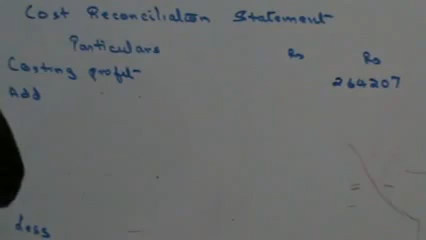 Cost Reconciliation Statement
Particulars Rs Rs
Costing profit 264207
Add
Less